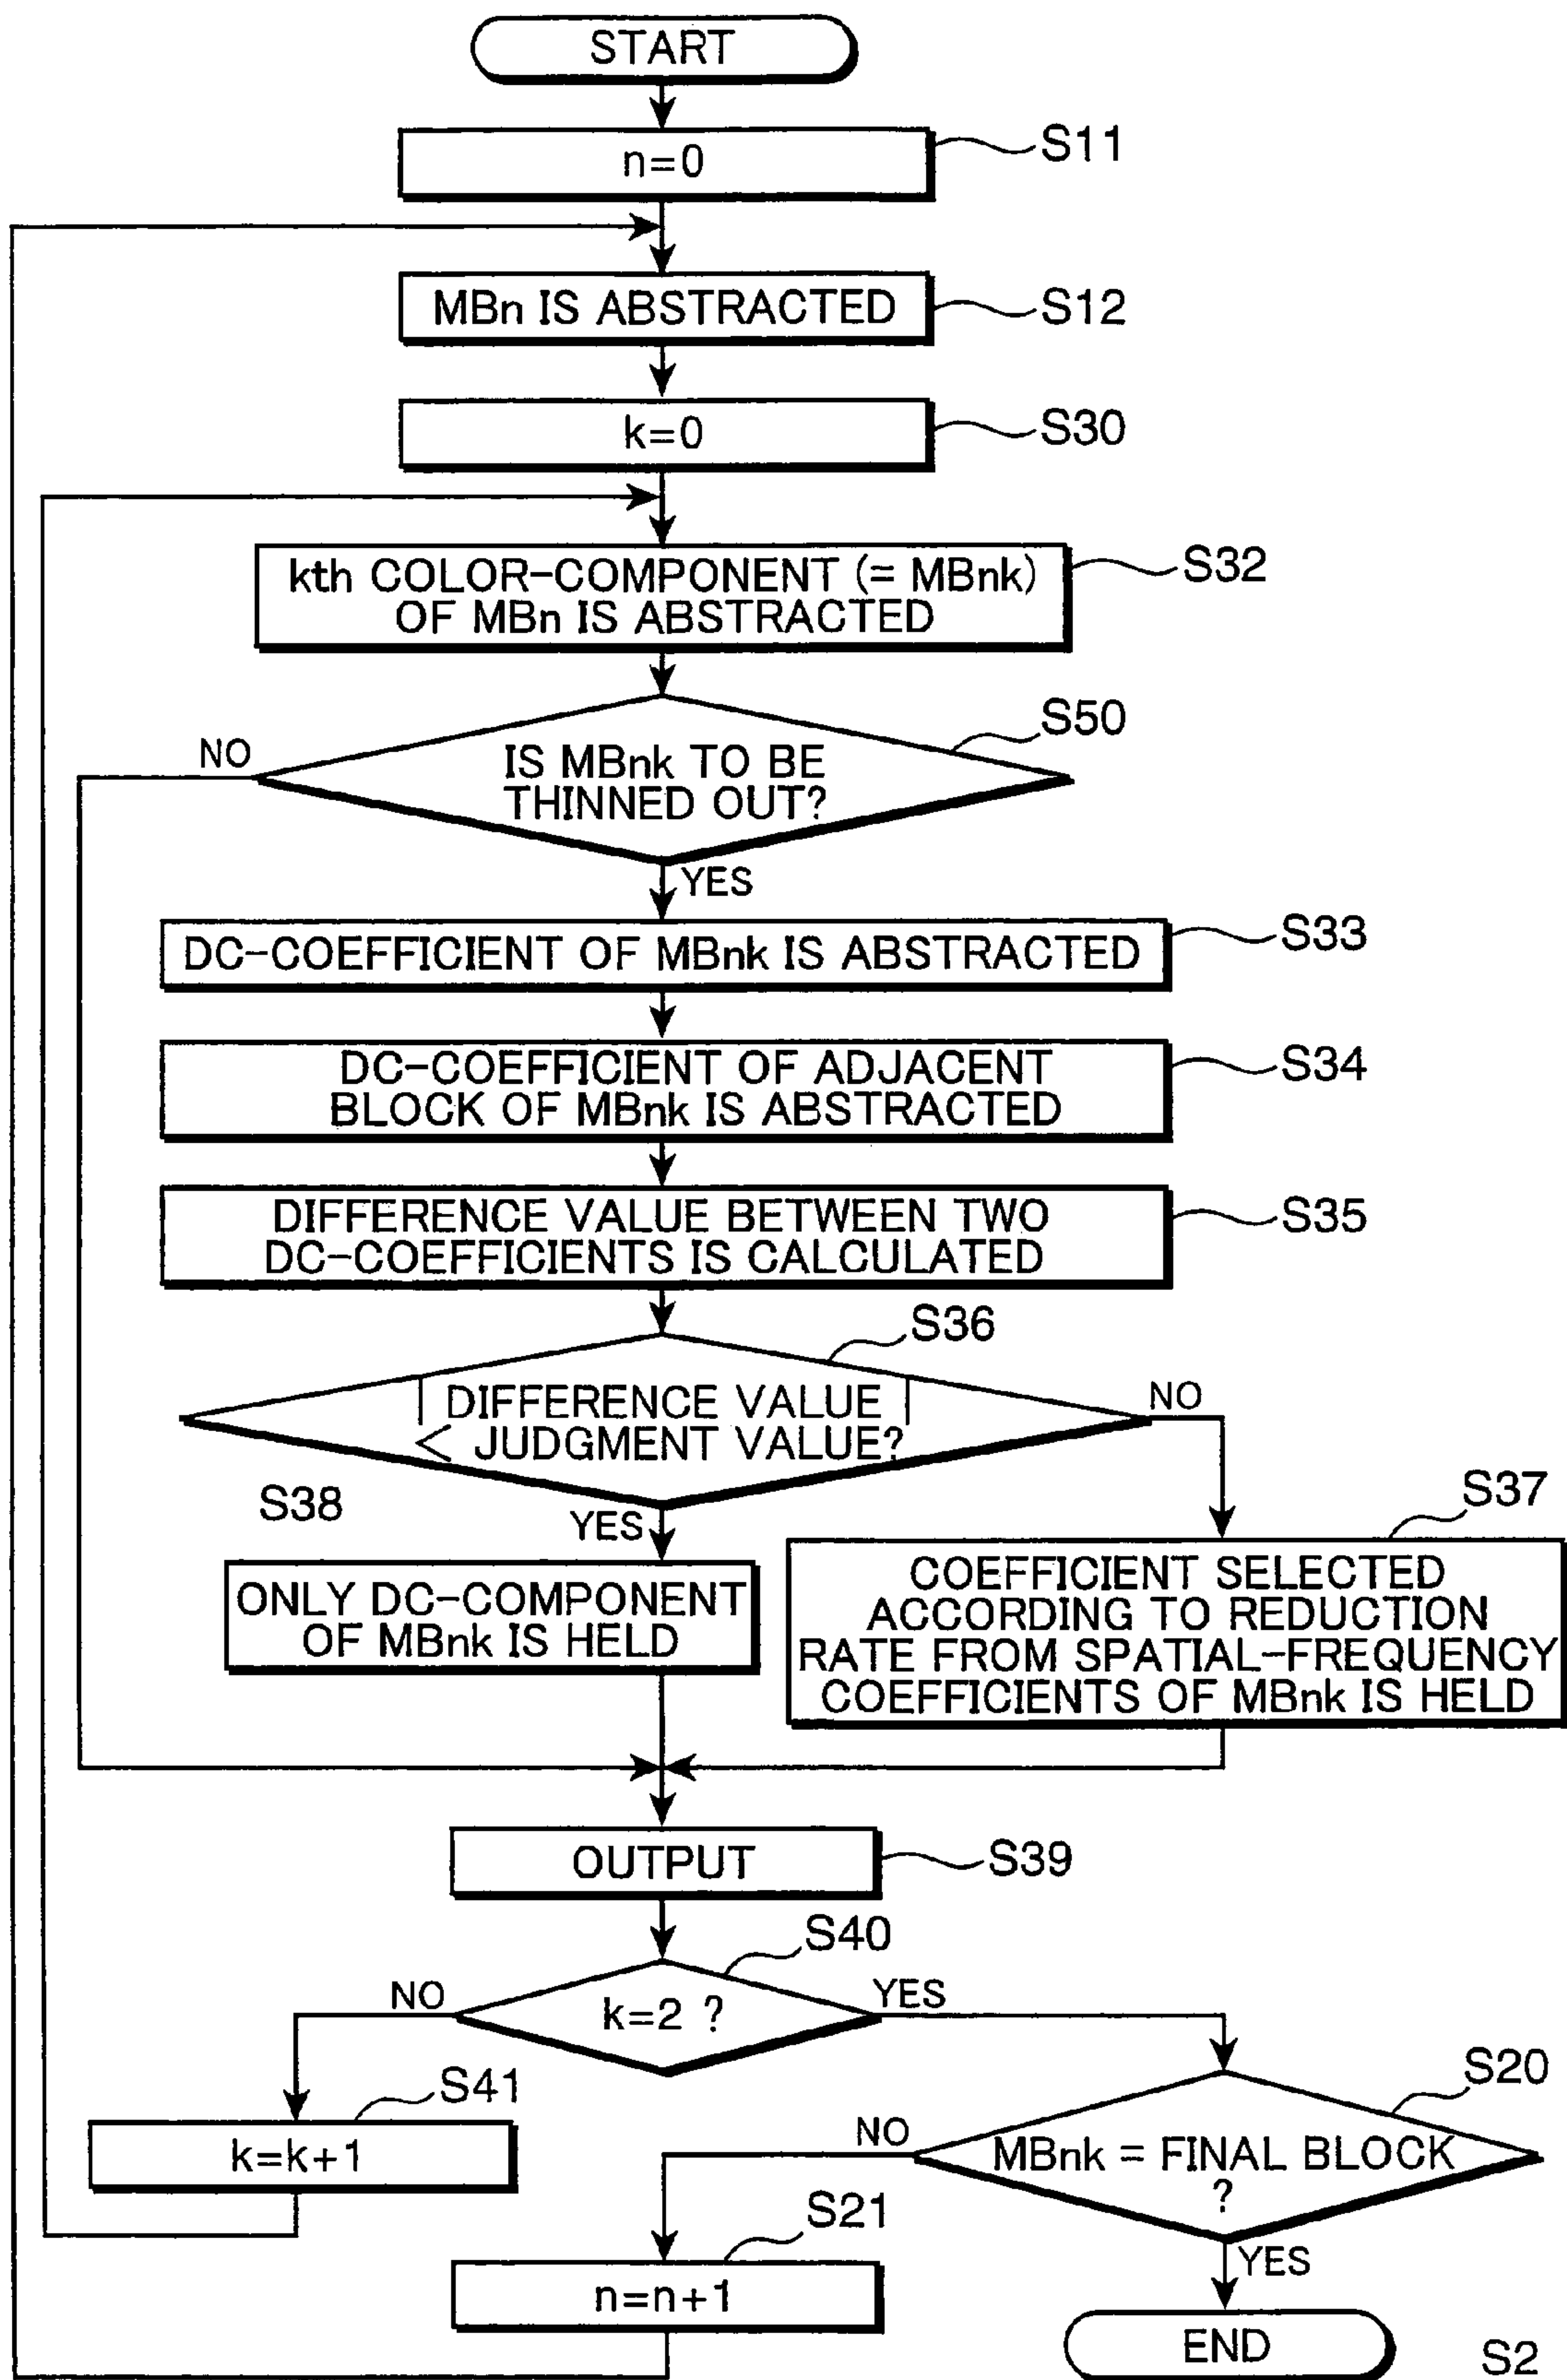 START
n=0
S11
MBn IS ABSTRACTED
S12
k=0
S30
kth COLOR-COMPONENT (= MBnk)
OF MBn IS ABSTRACTED
S32
S50
NO
IS MBnk TO BE
THINNED OUT?
YES
DC-COEFFICIENT OF MBnk IS ABSTRACTED
S33
DC-COEFFICIENT OF ADJACENT
BLOCK OF MBnk IS ABSTRACTED
S34
DIFFERENCE VALUE BETWEEN TWO
DC-COEFFICIENTS IS CALCULATED
S35
S36
| DIFFERENCE VALUE |
< JUDGMENT VALUE?
NO
S38
YES
S37
ONLY DC-COMPONENT
OF MBnk IS HELD
COEFFICIENT SELECTED
ACCORDING TO REDUCTION
RATE FROM SPATIAL-FREQUENCY
COEFFICIENTS OF MBnk IS HELD
OUTPUT
S39
S40
NO
k=2 ?
YES
S41
k=k+1
S20
NO
MBnk = FINAL BLOCK
?
S21
n=n+1
YES
END
S2